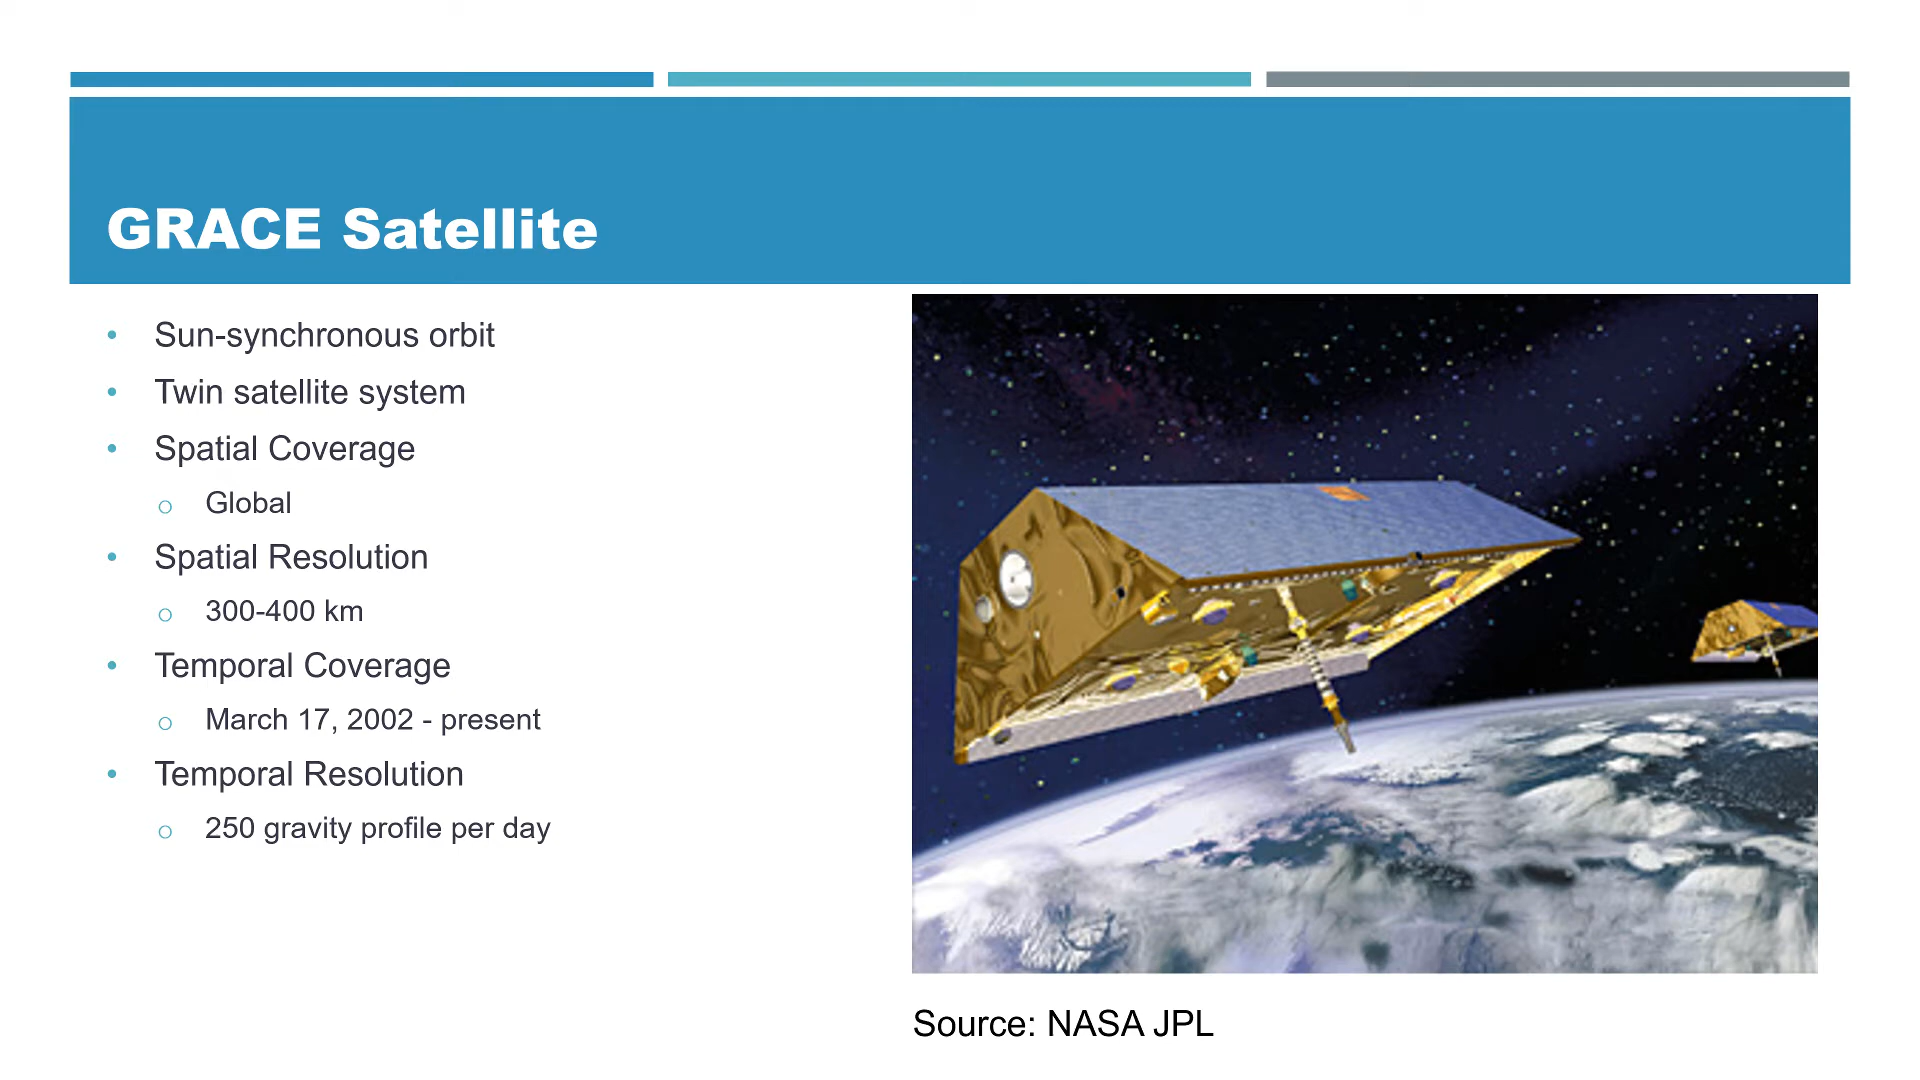 GRACE Satellite
• Sun-synchronous orbit
• Twin satellite system
• Spatial Coverage
o Global
• Spatial Resolution
o 300-400 km
• Temporal Coverage
o March 17, 2002 - present
• Temporal Resolution
o 250 gravity profile per day
Source: NASA JPL